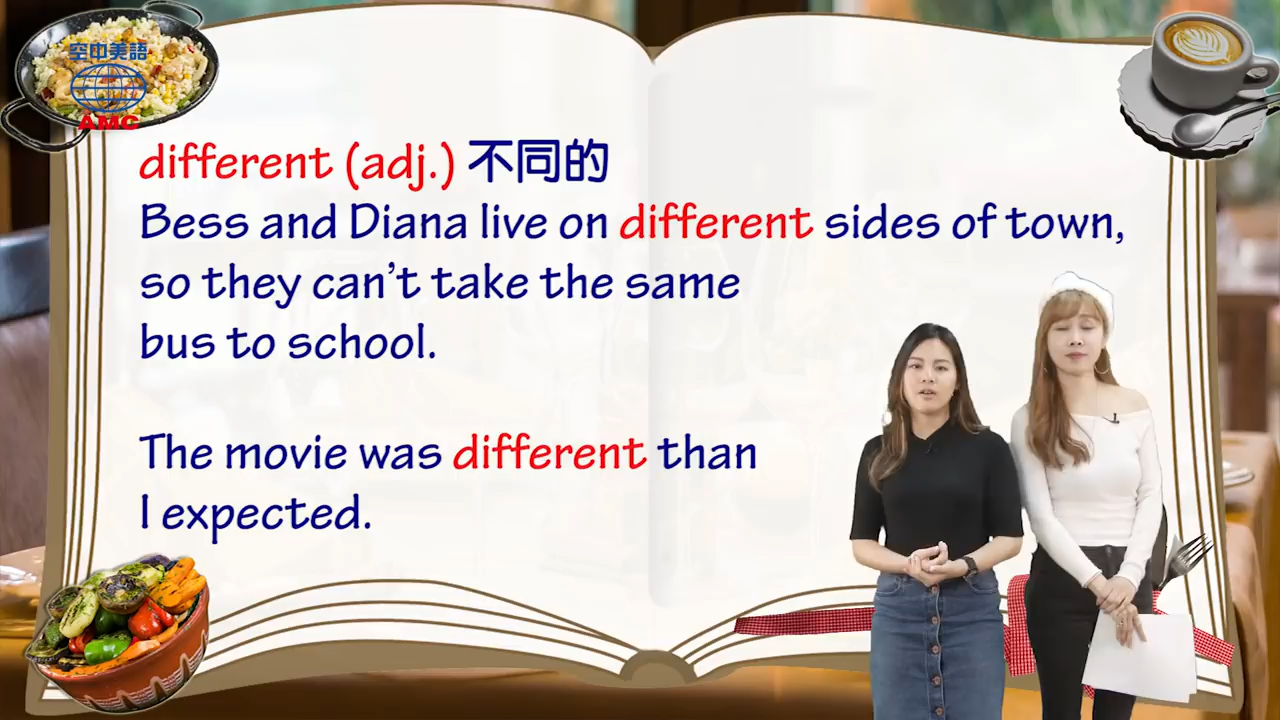 空中美語
AMC
different (adj.) 不同的
Bess and Diana live on different sides of town,
so they can't take the same
bus to school.
The movie was different than
I expected.